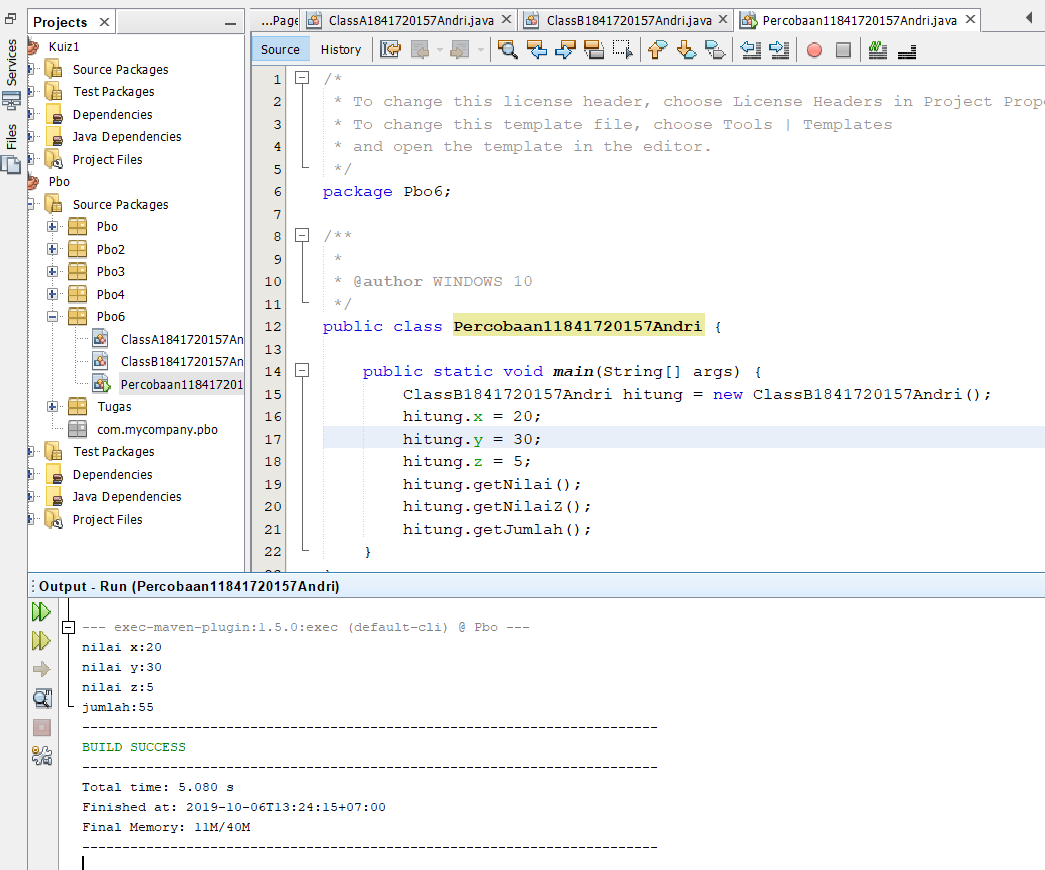 Projects
Services
Files
Kuiz1
Source Packages
Test Packages
Dependencies
Java Dependencies
Project Files
Pbo
Source Packages
Pbo
Pbo2
Pbo3
Pbo4
Pbo6
ClassA1841720157An
ClassB1841720157An
Percobaan118417201
Tugas
com.mycompany.pbo
Test Packages
Dependencies
Java Dependencies
Project Files
...Page ClassA1841720157Andri.java ClassB1841720157Andri.java Percobaan11841720157Andri.java
Source History
1 /*
2 * To change this license header, choose License Headers in Project Prope
3 * To change this template file, choose Tools | Templates
4 * and open the template in the editor.
5 */
6 package Pbo6;
7
8 /**
9 *
10 * @author WINDOWS 10
11 */
12 public class Percobaan11841720157Andri {
13
14 public static void main(String[] args) {
15 ClassB1841720157Andri hitung = new ClassB1841720157Andri();
16 hitung.x = 20;
17 hitung.y = 30;
18 hitung.z = 5;
19 hitung.getNilai();
20 hitung.getNilaiZ();
21 hitung.getJumlah();
22 }
Output - Run (Percobaan11841720157Andri)
--- exec-maven-plugin:1.5.0:exec (default-cli) @ Pbo ---
nilai x:20
nilai y:30
nilai z:5
jumlah:55
------------------------------------------------------------------------
BUILD SUCCESS
------------------------------------------------------------------------
Total time: 5.080 s
Finished at: 2019-10-06T13:24:15+07:00
Final Memory: 11M/40M
------------------------------------------------------------------------